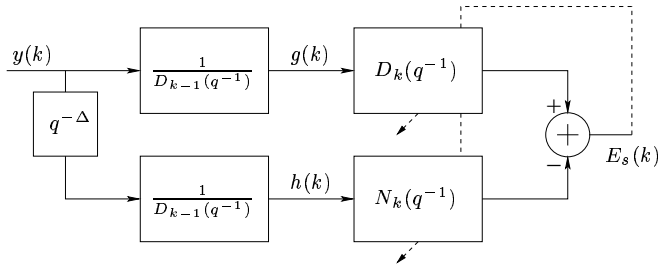 y(k)
1/D_{k-1}(q^{-1})
g(k)
D_k(q^{-1})
q^{-Δ}
+
+
E_s(k)
−
1/D_{k-1}(q^{-1})
h(k)
N_k(q^{-1})